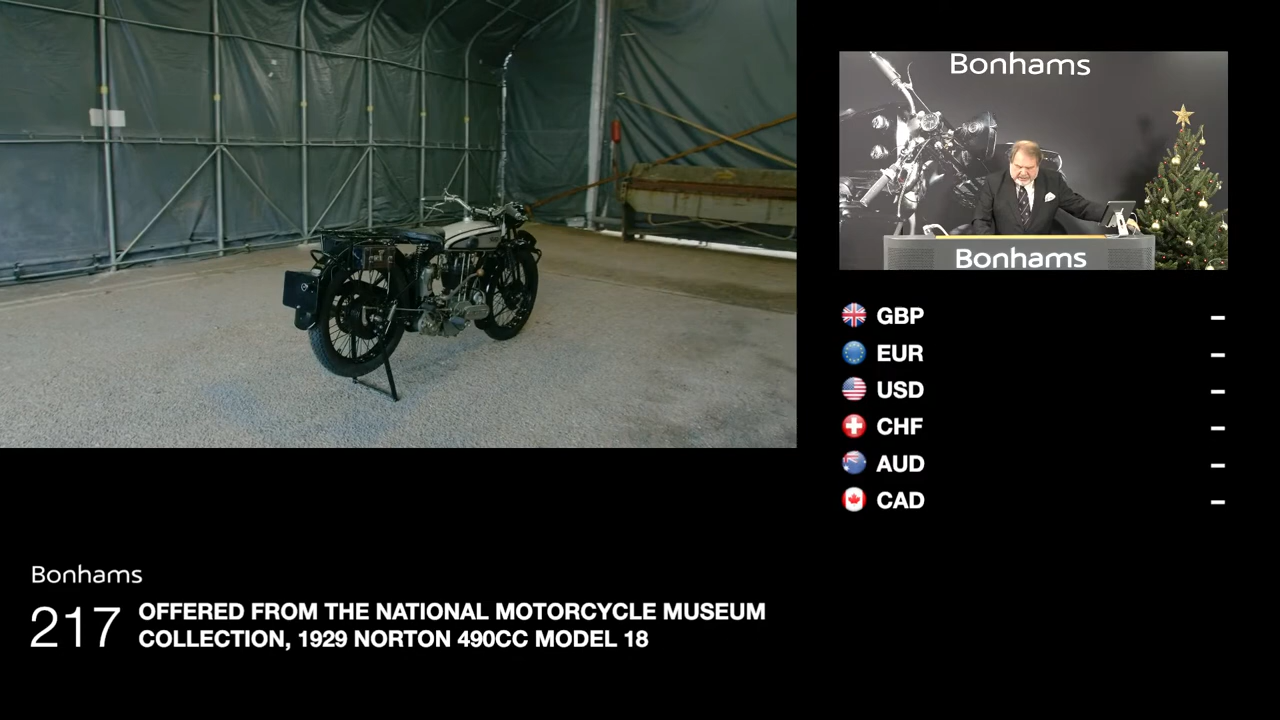 Bonhams
Bonhams
GBP –
EUR –
USD –
CHF –
AUD –
CAD –
Bonhams
217 OFFERED FROM THE NATIONAL MOTORCYCLE MUSEUM
COLLECTION, 1929 NORTON 490CC MODEL 18